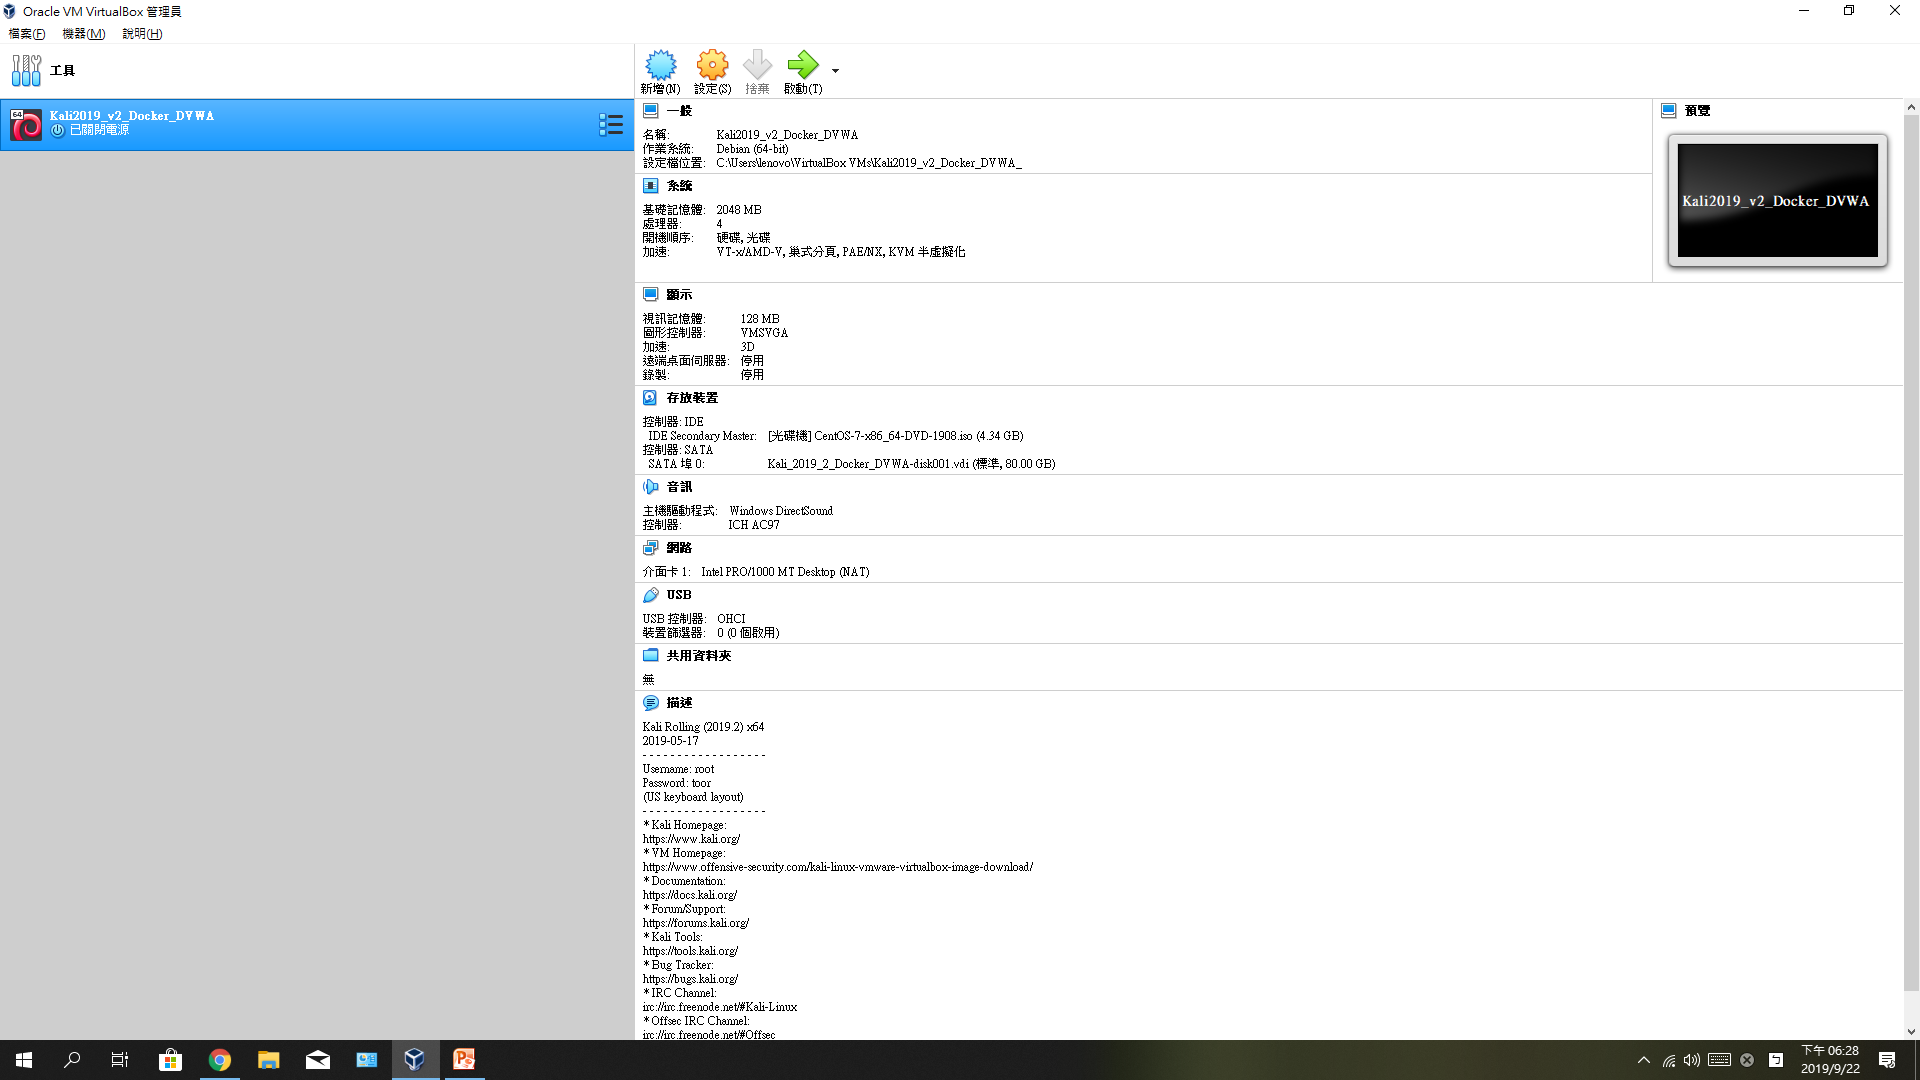 Oracle VM VirtualBox 管理員
檔案(F) 機器(M) 說明(H)
工具
新增(N) 設定(S) 捨棄 啟動(T)
64
Kali2019_v2_Docker_DVWA
已關閉電源
一般
名稱: Kali2019_v2_Docker_DVWA
作業系統: Debian (64-bit)
設定檔位置: C:\Users\lenovo\VirtualBox VMs\Kali2019_v2_Docker_DVWA_
系統
基礎記憶體: 2048 MB
處理器: 4
開機順序: 硬碟, 光碟
加速: VT-x/AMD-V, 巢式分頁, PAE/NX, KVM 半虛擬化
預覽
Kali2019_v2_Docker_DVWA
顯示
視訊記憶體: 128 MB
圖形控制器: VMSVGA
加速: 3D
遠端桌面伺服器: 停用
錄製: 停用
存放裝置
控制器: IDE
IDE Secondary Master: [光碟機] CentOS-7-x86_64-DVD-1908.iso (4.34 GB)
控制器: SATA
SATA 埠 0: Kali_2019_2_Docker_DVWA-disk001.vdi (標準, 80.00 GB)
音訊
主機驅動程式: Windows DirectSound
控制器: ICH AC97
網路
介面卡 1: Intel PRO/1000 MT Desktop (NAT)
USB
USB 控制器: OHCI
裝置篩選器: 0 (0 個啟用)
共用資料夾
無
描述
Kali Rolling (2019.2) x64
2019-05-17
- - - - - - - - - - - - - - - - - - -
Username: root
Password: toor
(US keyboard layout)
- - - - - - - - - - - - - - - - - - -
* Kali Homepage:
https://www.kali.org/
* VM Homepage:
https://www.offensive-security.com/kali-linux-vmware-virtualbox-image-download/
* Documentation:
https://docs.kali.org/
* Forum/Support:
https://forums.kali.org/
* Kali Tools:
https://tools.kali.org/
* Bug Tracker:
https://bugs.kali.org/
* IRC Channel:
irc://irc.freenode.net/#Kali-Linux
* Offsec IRC Channel:
irc://irc.freenode.net/#Offsec
下午 06:28
2019/9/22